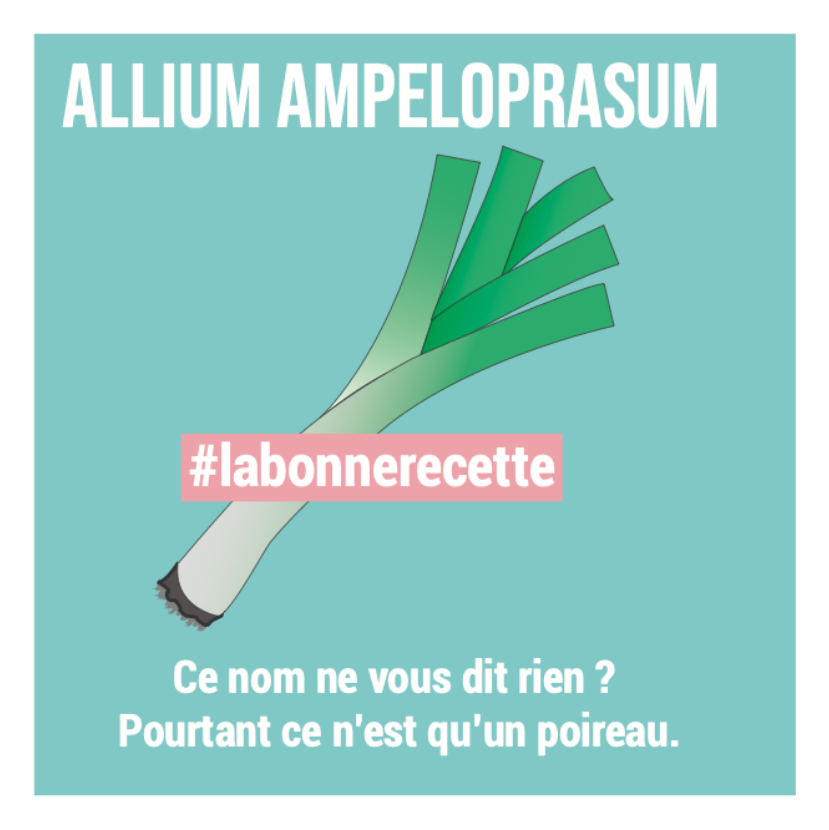 ALLIUM AMPELOPRASUM
#labonnerecette
Ce nom ne vous dit rien ?
Pourtant ce n'est qu'un poireau.